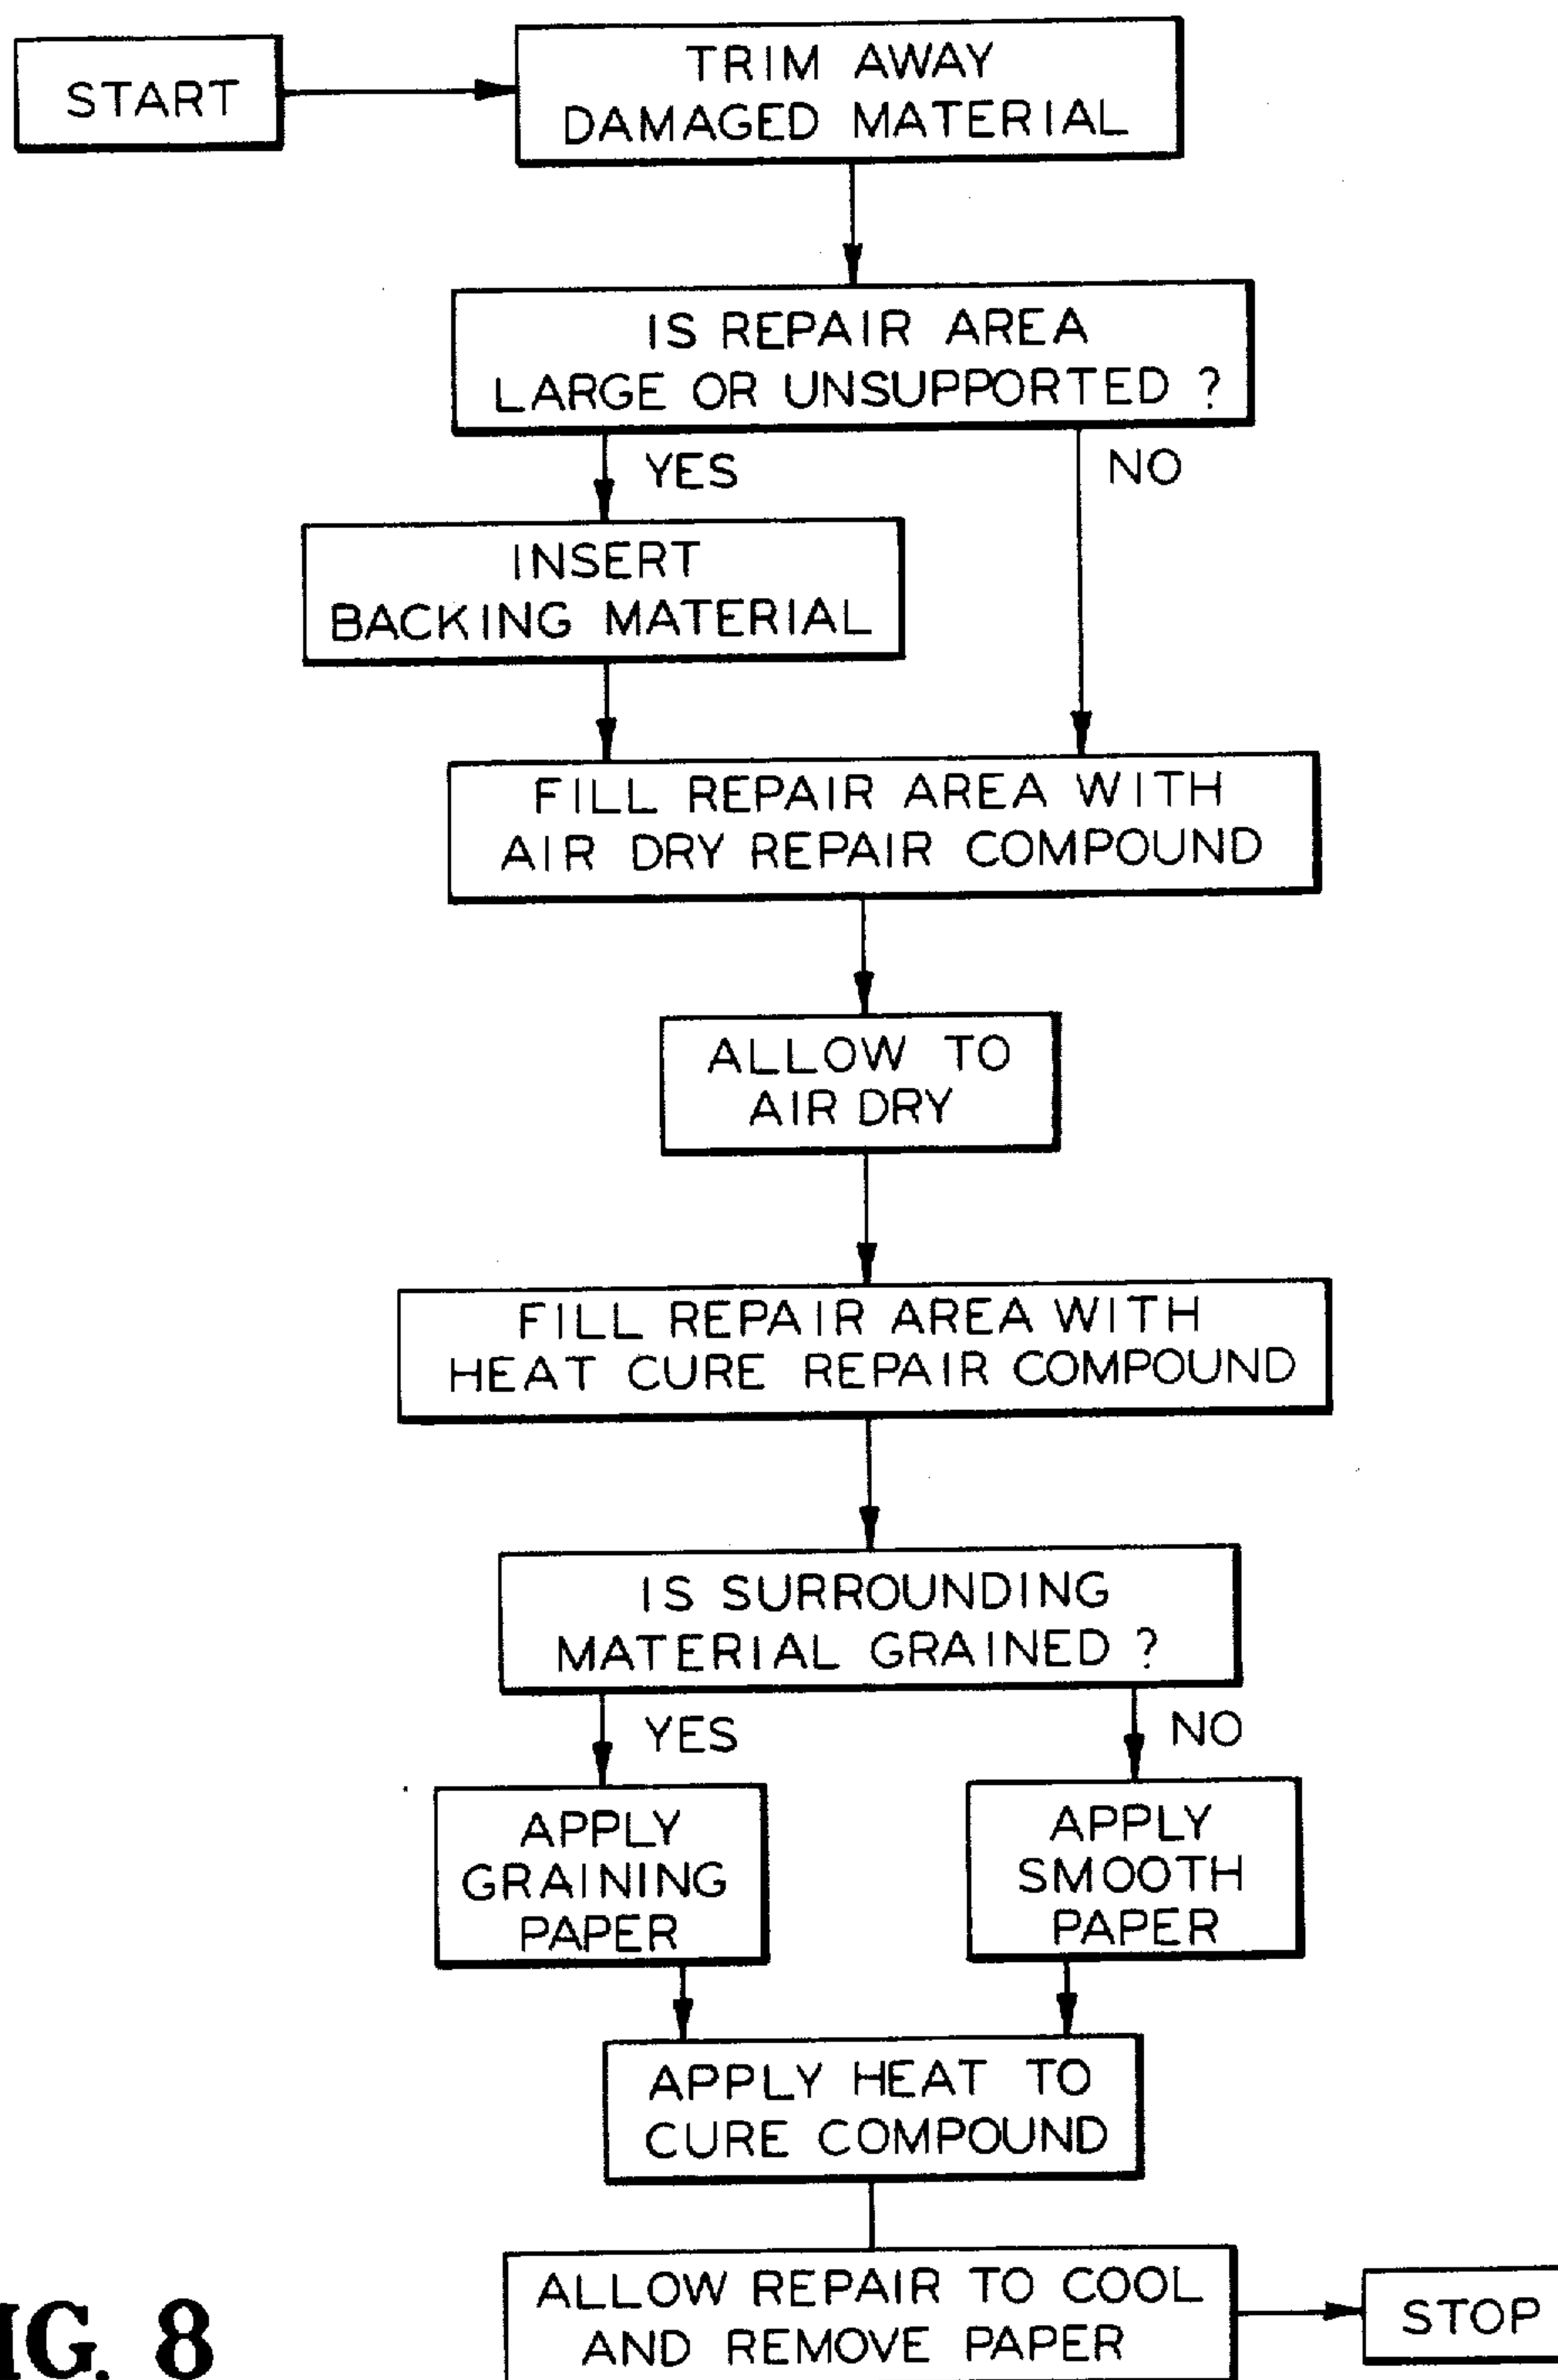 START
TRIM AWAY
DAMAGED MATERIAL
IS REPAIR AREA
LARGE OR UNSUPPORTED ?
YES
NO
INSERT
BACKING MATERIAL
FILL REPAIR AREA WITH
AIR DRY REPAIR COMPOUND
ALLOW TO
AIR DRY
FILL REPAIR AREA WITH
HEAT CURE REPAIR COMPOUND
IS SURROUNDING
MATERIAL GRAINED ?
YES
NO
APPLY
GRAINING
PAPER
APPLY
SMOOTH
PAPER
APPLY HEAT TO
CURE COMPOUND
ALLOW REPAIR TO COOL
AND REMOVE PAPER
STOP
IG. 8